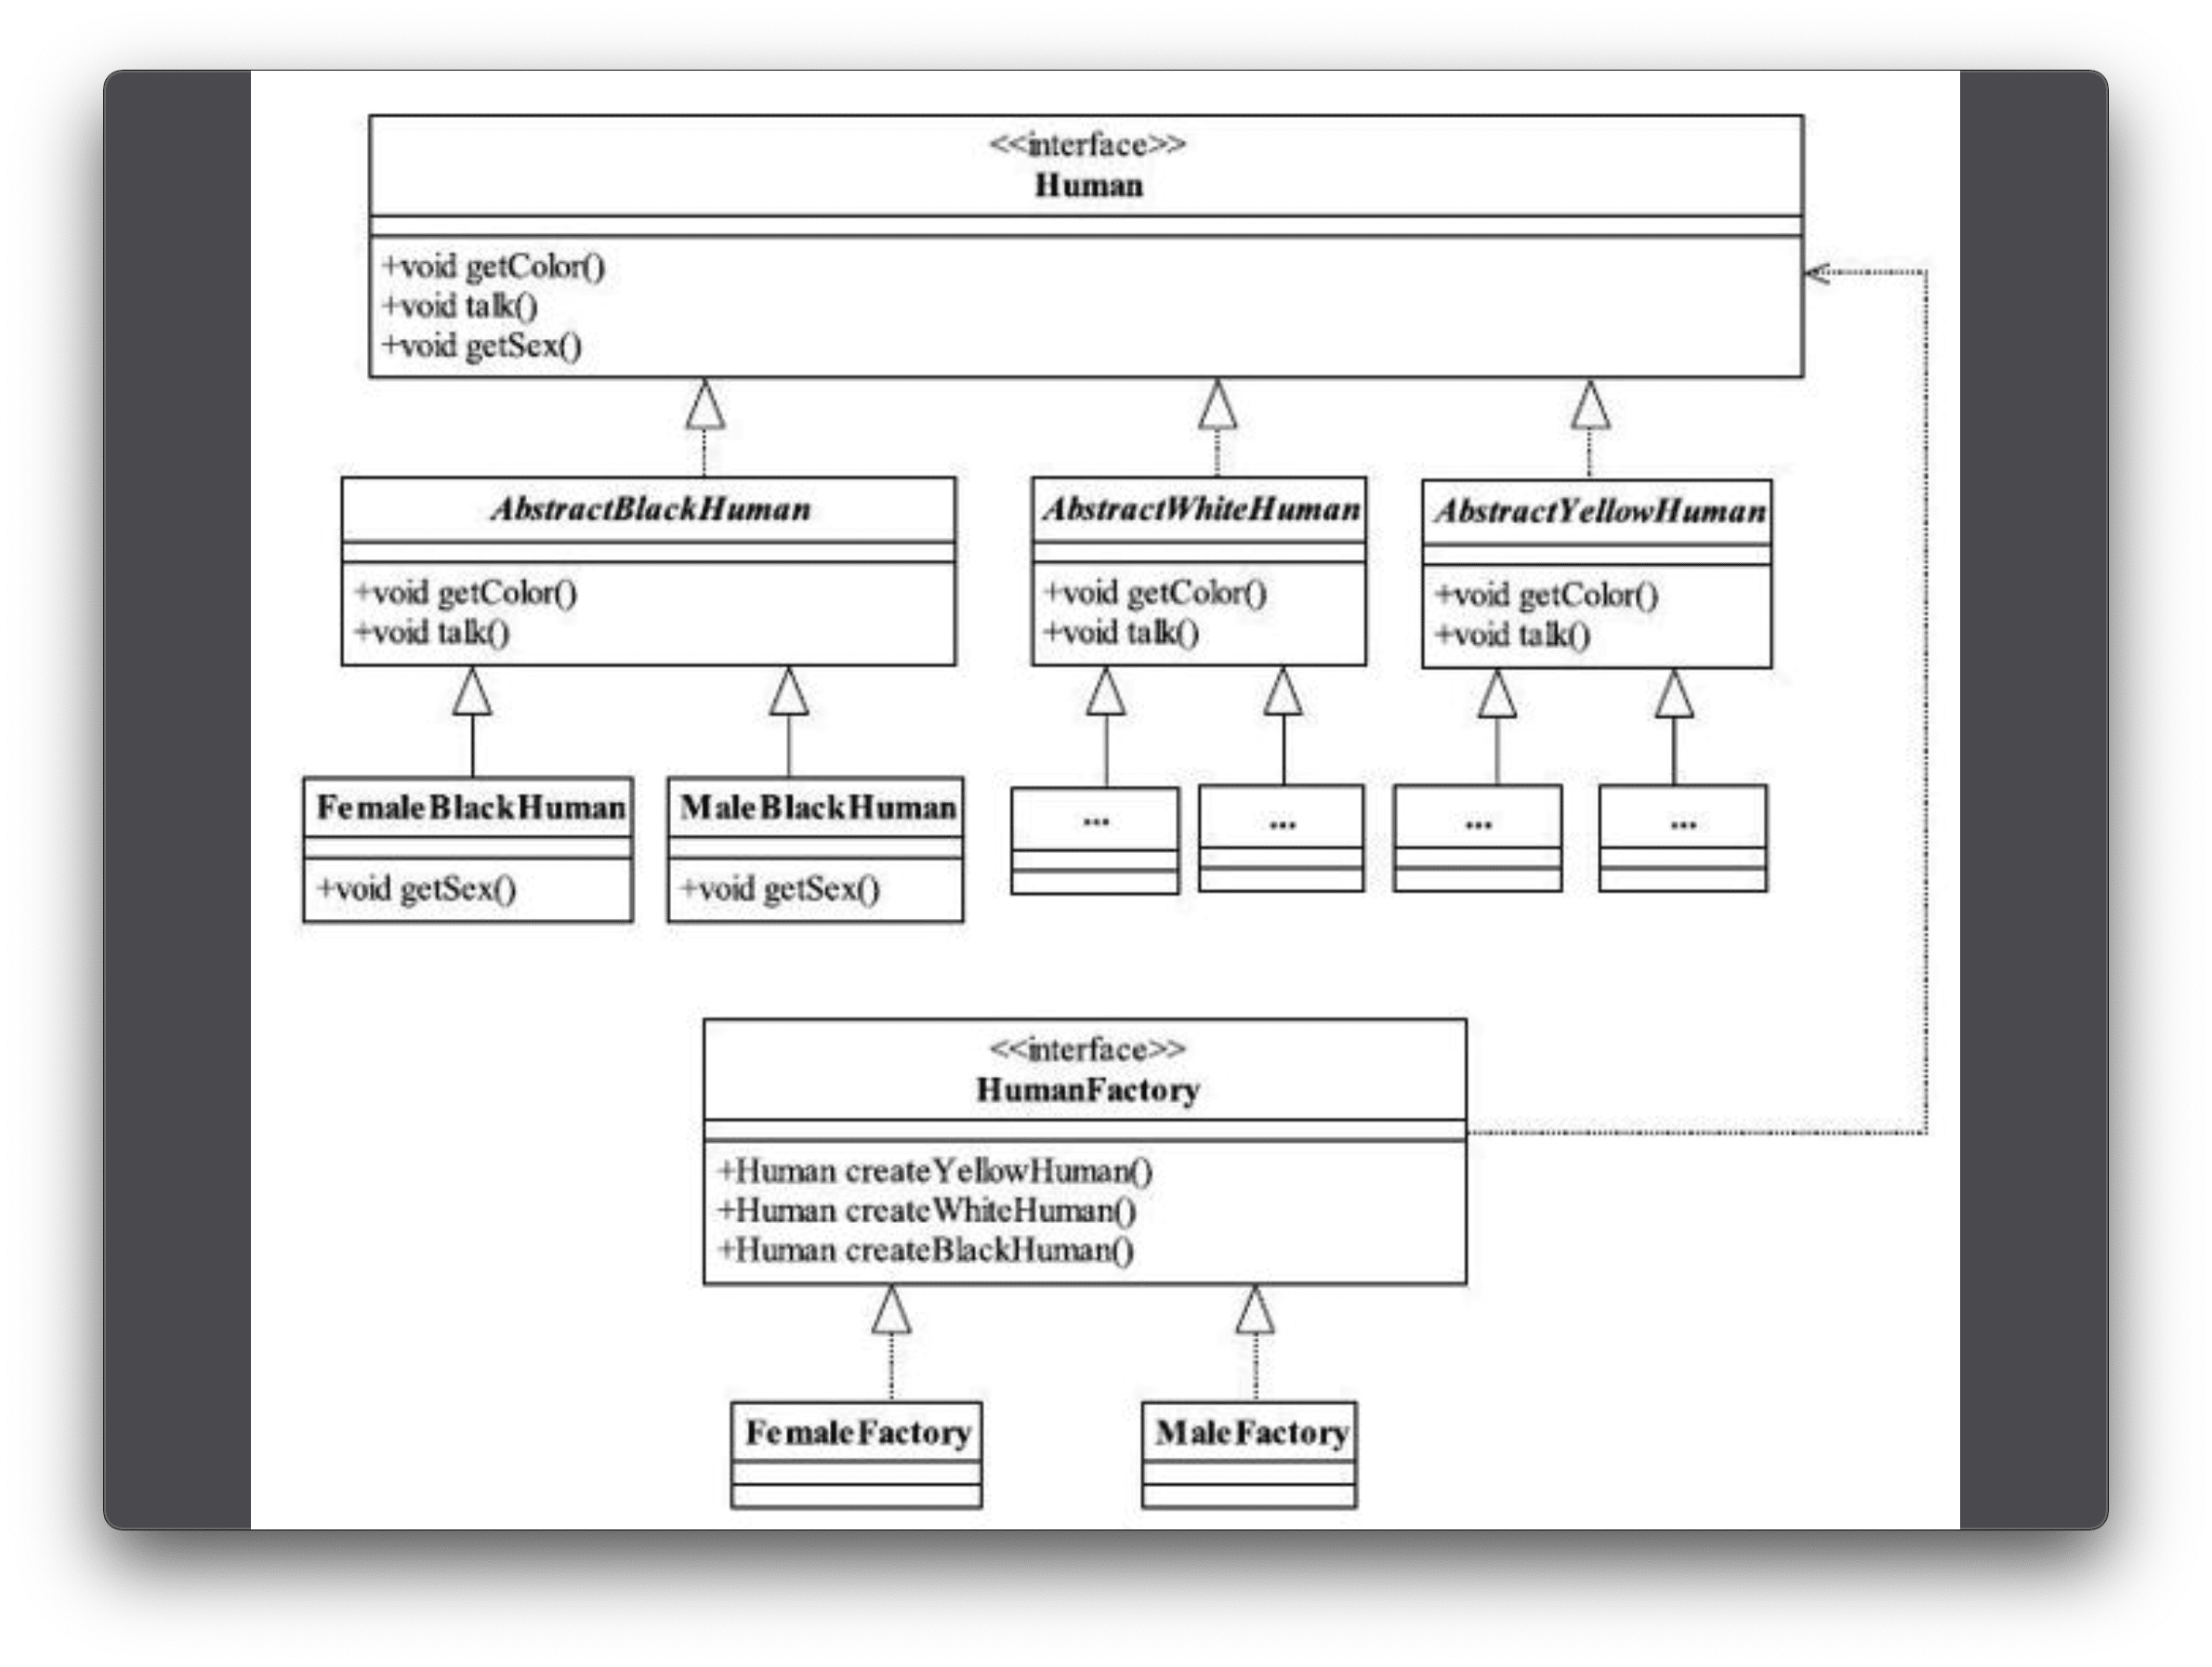 <<interface>>
Human
+void getColor()
+void talk()
+void getSex()
AbstractBlackHuman
+void getColor()
+void talk()
AbstractWhiteHuman
+void getColor()
+void talk()
AbstractYellowHuman
+void getColor()
+void talk()
FemaleBlackHuman
+void getSex()
MaleBlackHuman
+void getSex()
...
...
...
...
<<interface>>
HumanFactory
+Human createYellowHuman()
+Human createWhiteHuman()
+Human createBlackHuman()
FemaleFactory
MaleFactory